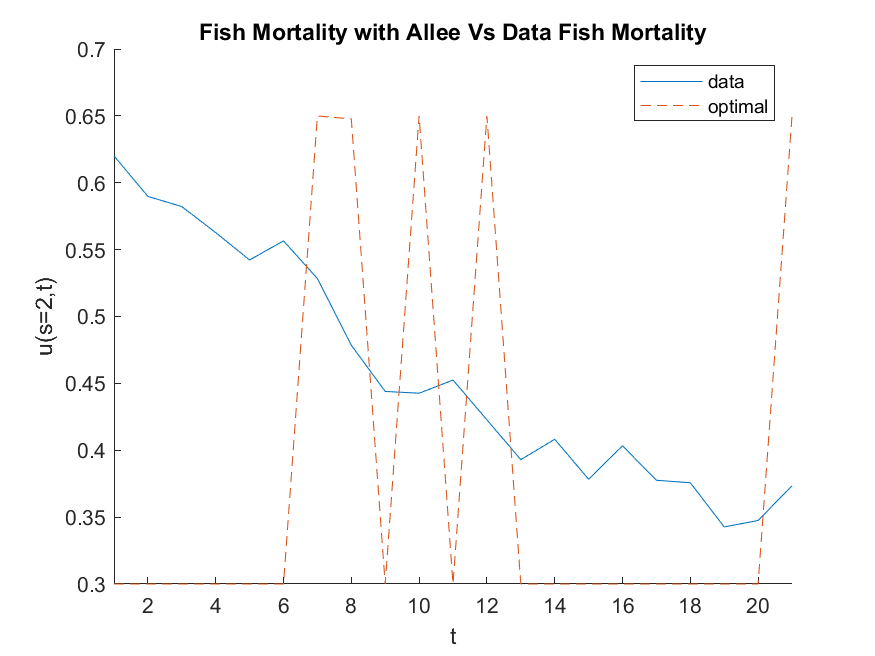 Fish Mortality with Allee Vs Data Fish Mortality
data
optimal
0.7
0.65
0.6
0.55
0.5
0.45
0.4
0.35
0.3
u(s=2,t)
2 4 6 8 10 12 14 16 18 20
t